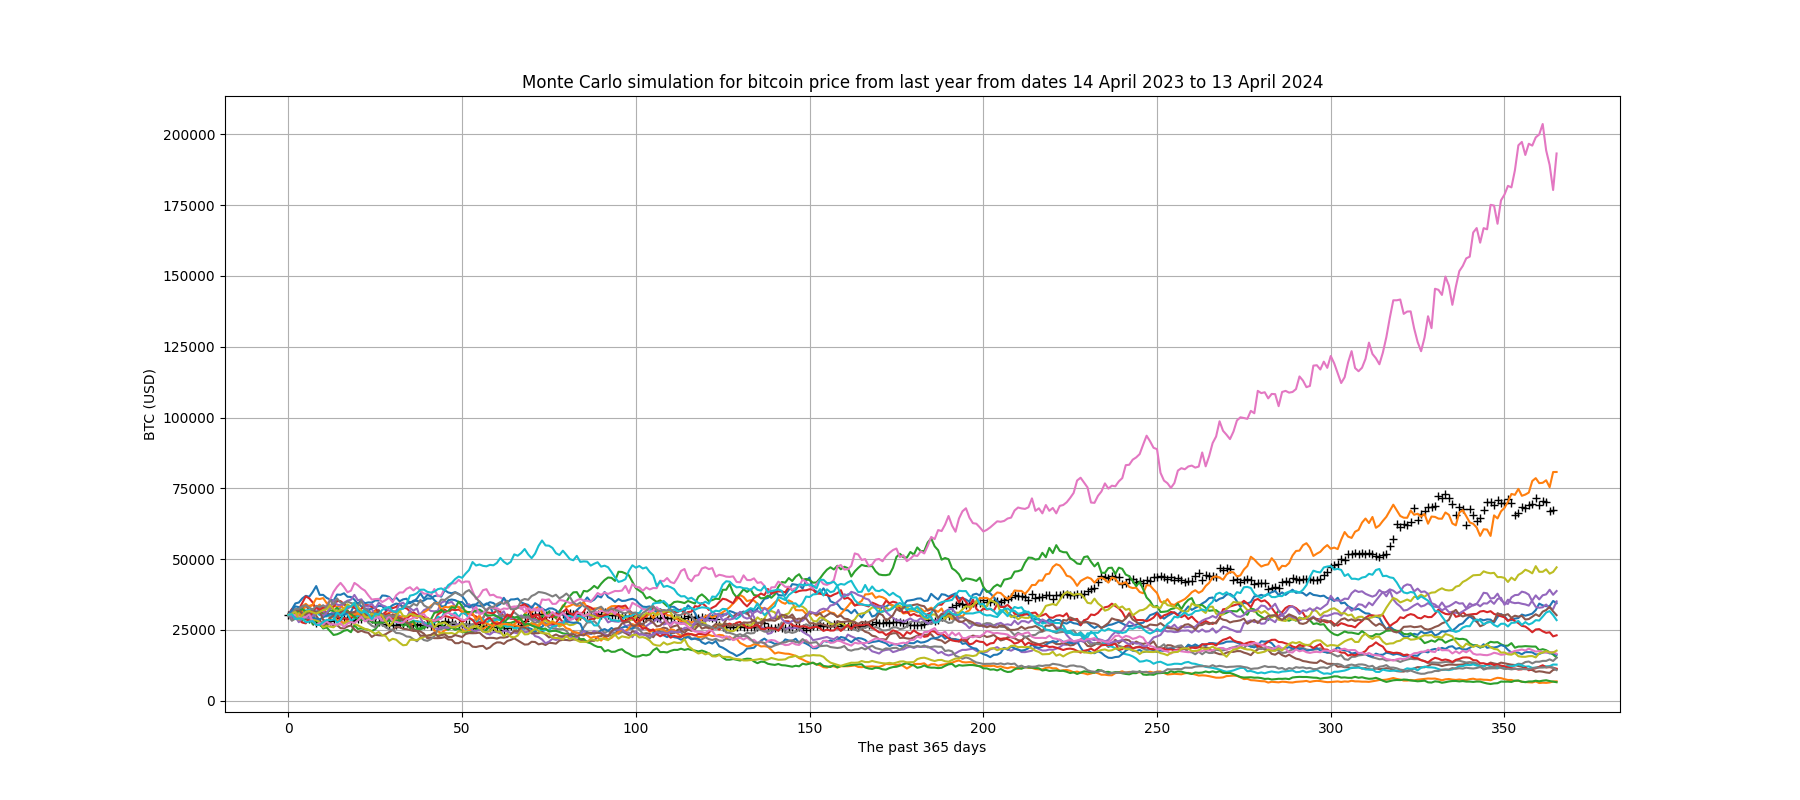 Monte Carlo simulation for bitcoin price from last year from dates 14 April 2023 to 13 April 2024
200000
175000
150000
125000
100000
75000
50000
25000
0
BTC (USD)
0 50 100 150 200 250 300 350
The past 365 days